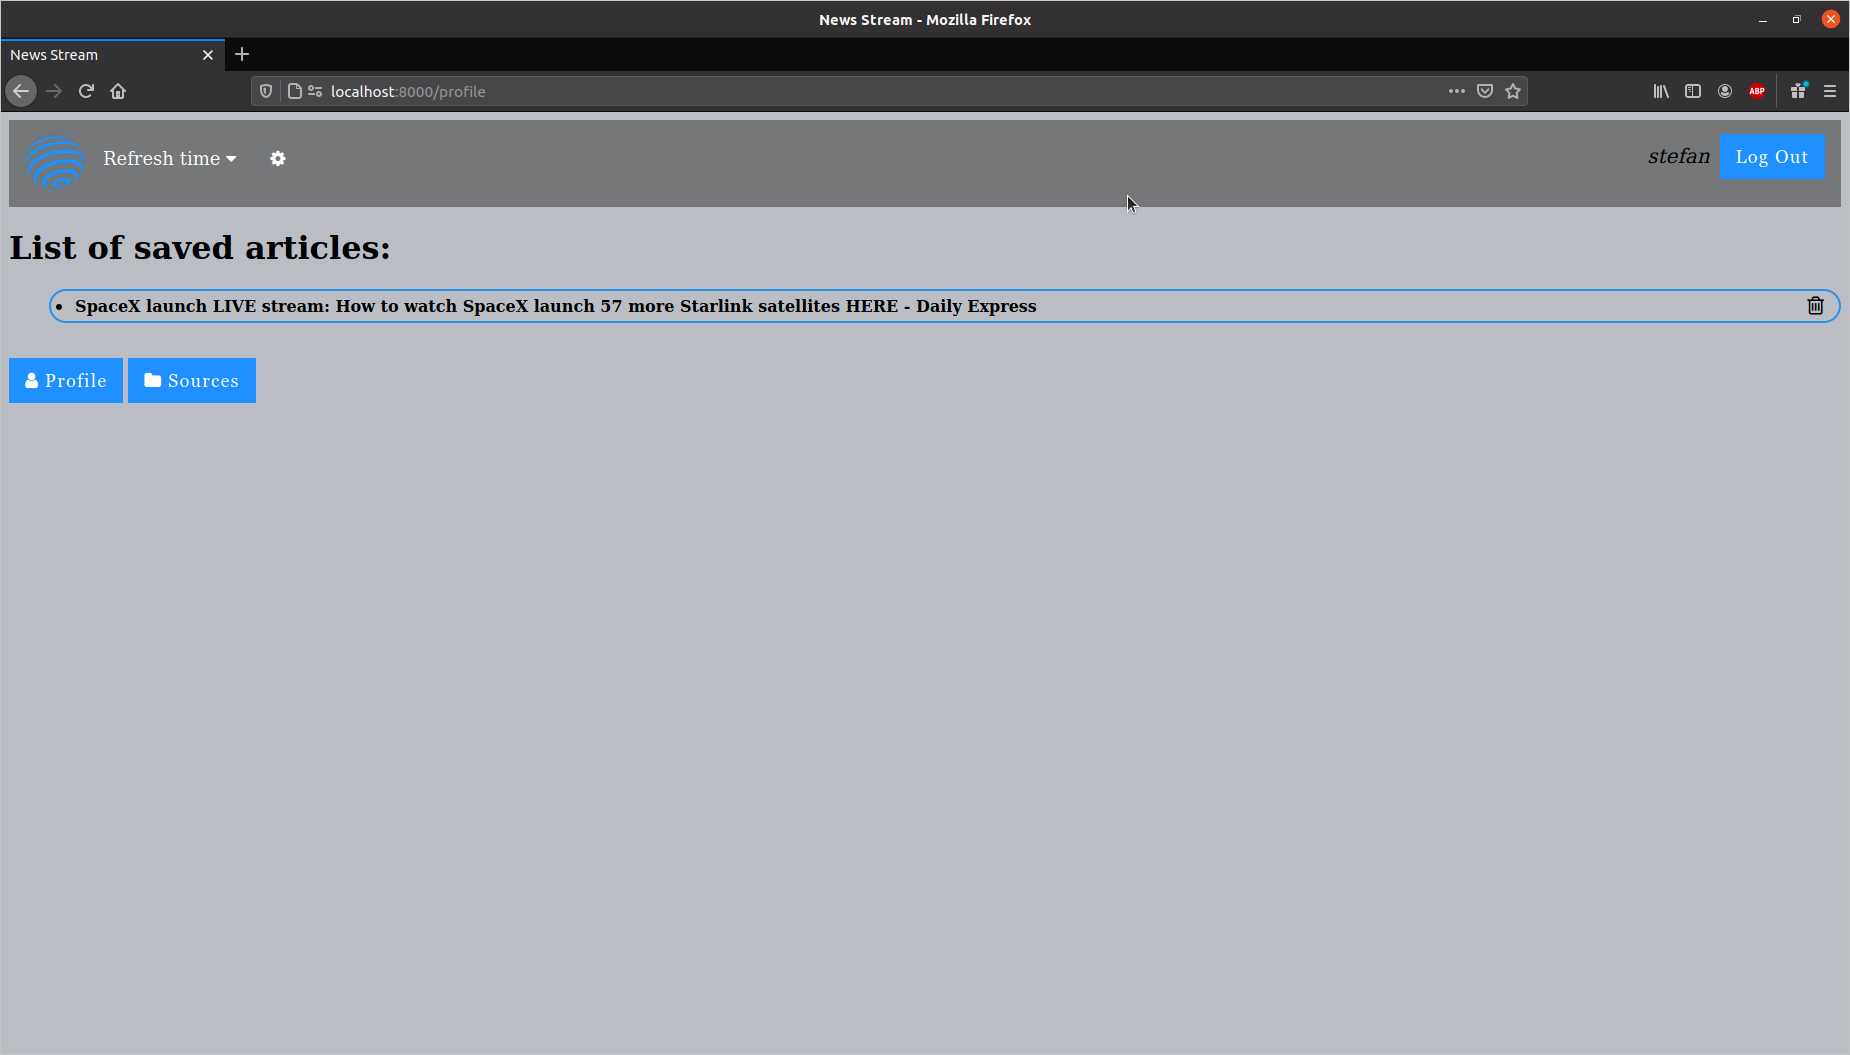 News Stream - Mozilla Firefox
News Stream
localhost:8000/profile
ABP
Refresh time
stefan
Log Out
List of saved articles:
SpaceX launch LIVE stream: How to watch SpaceX launch 57 more Starlink satellites HERE - Daily Express
Profile
Sources